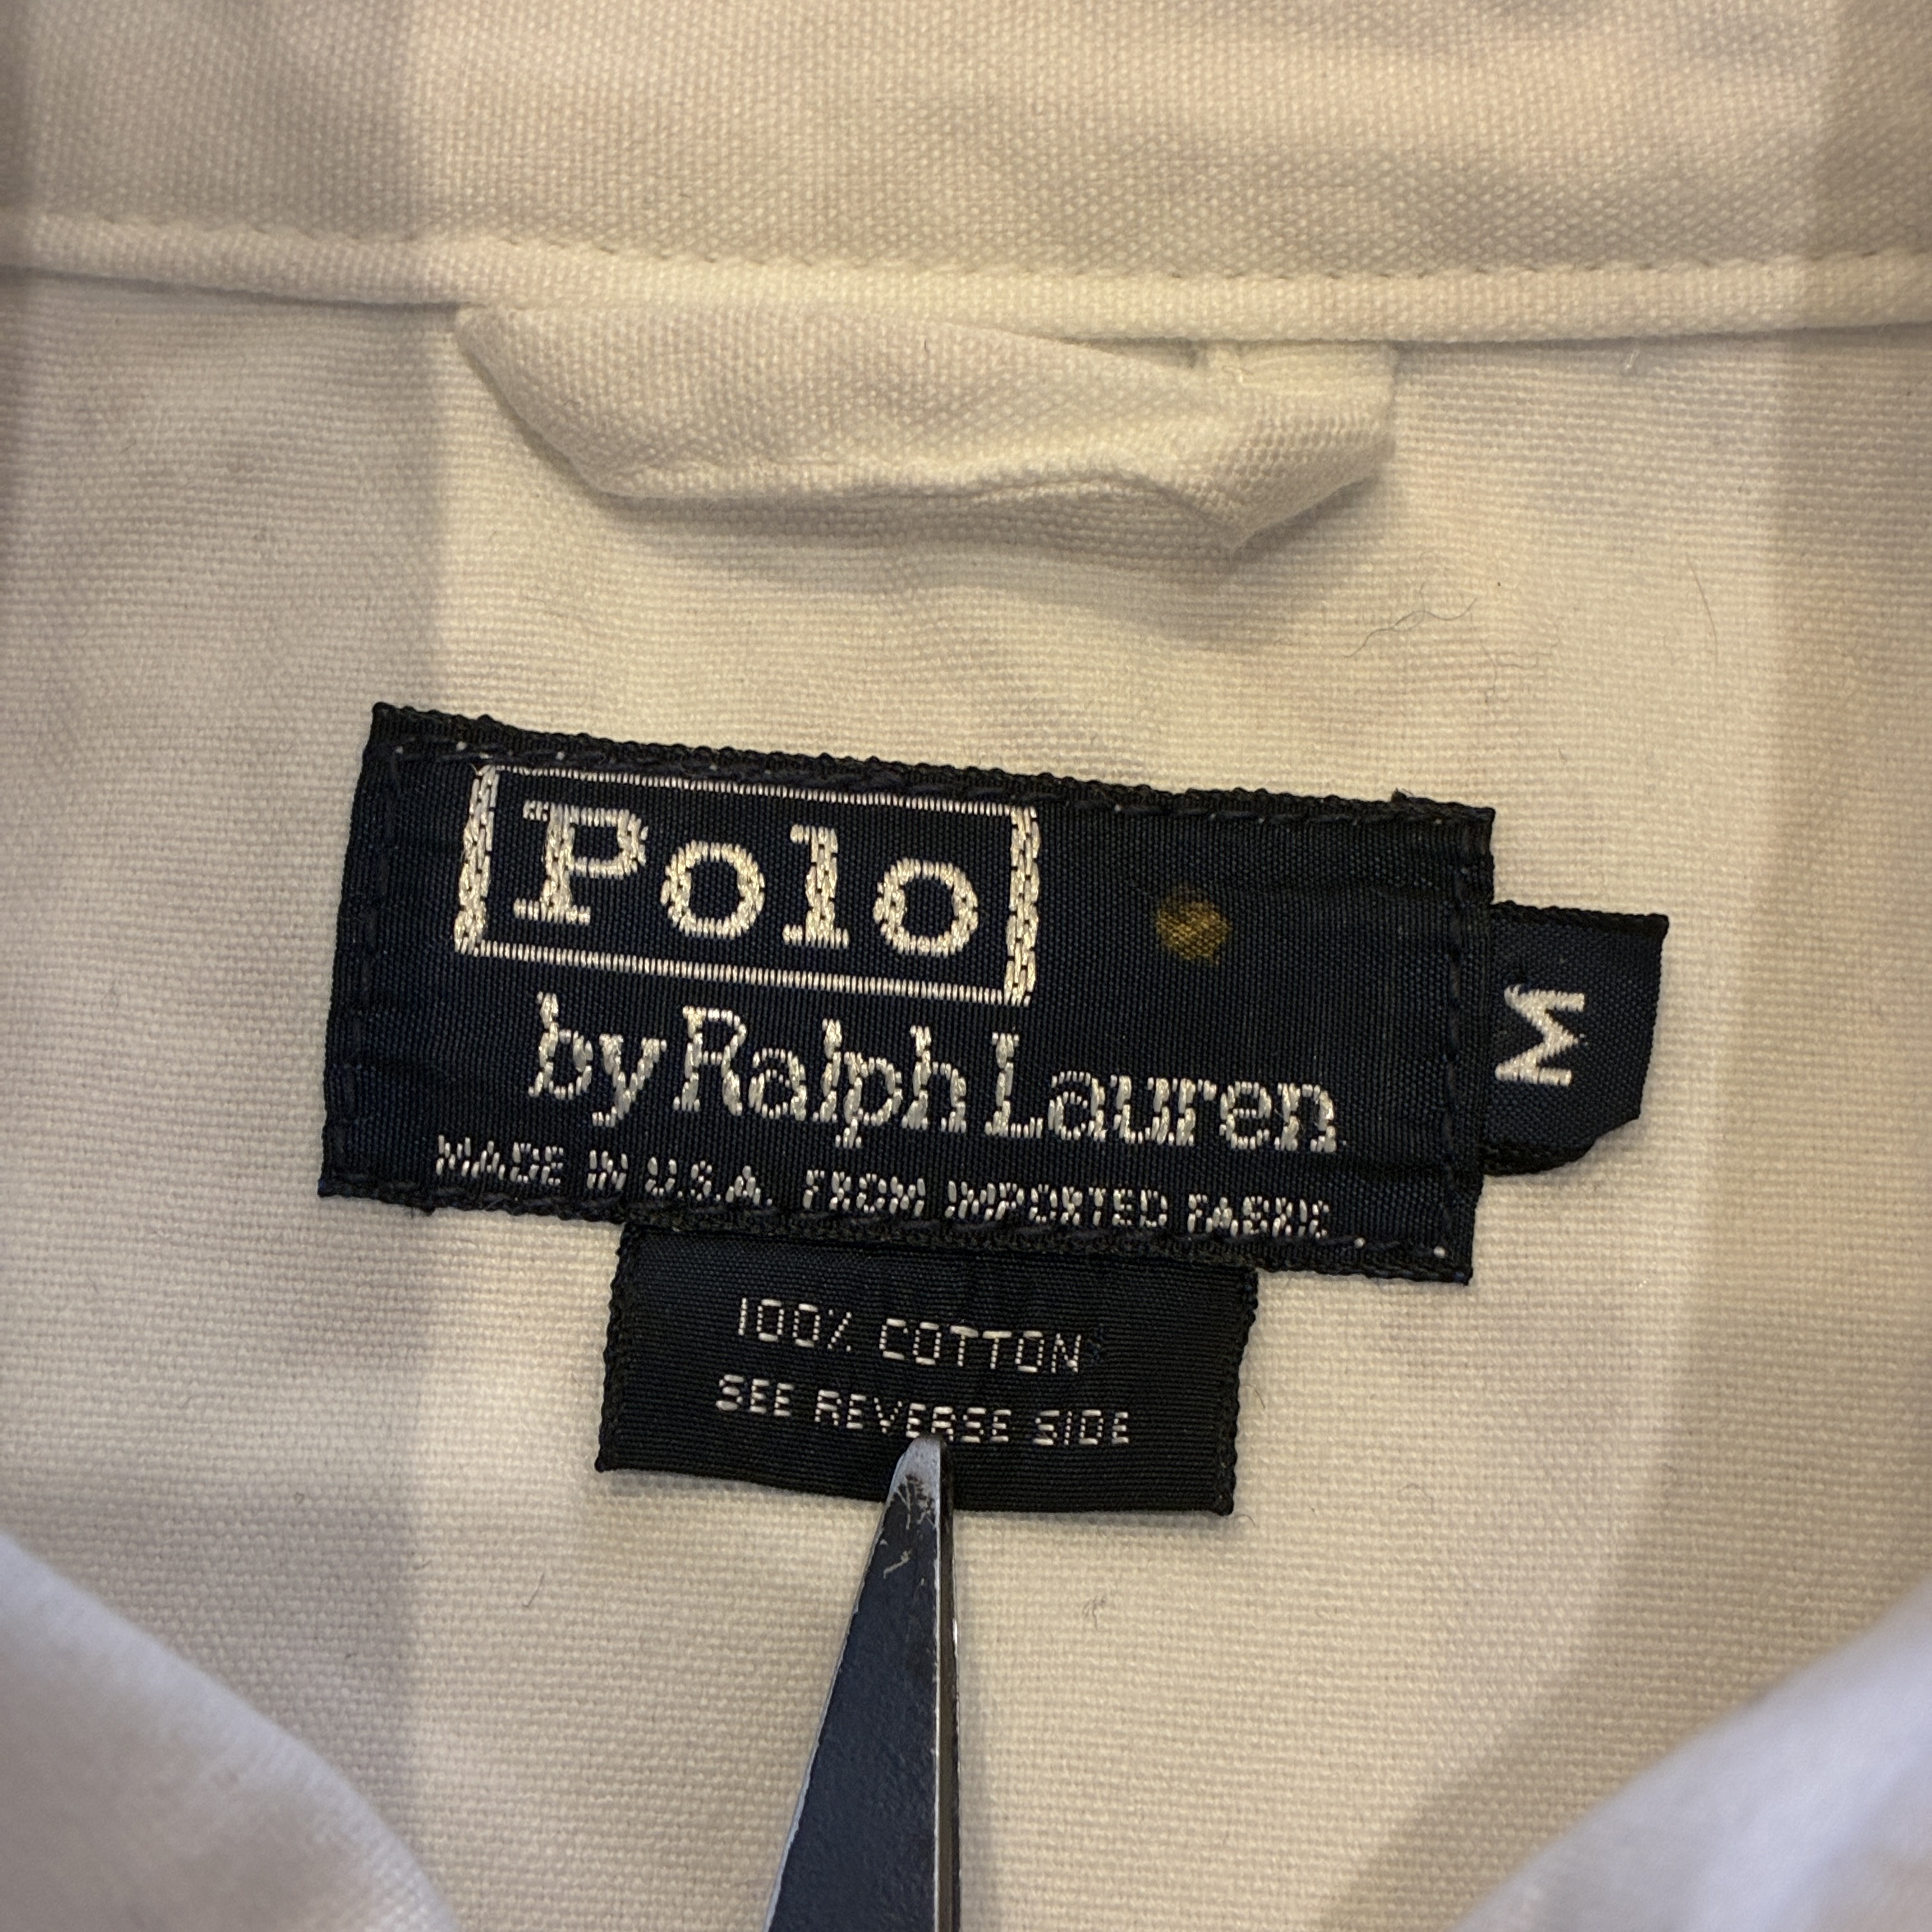 Polo
by Ralph Lauren
MADE IN U.S.A. FROM IMPORTED FABRIC
M
100% COTTON
SEE REVERSE SIDE